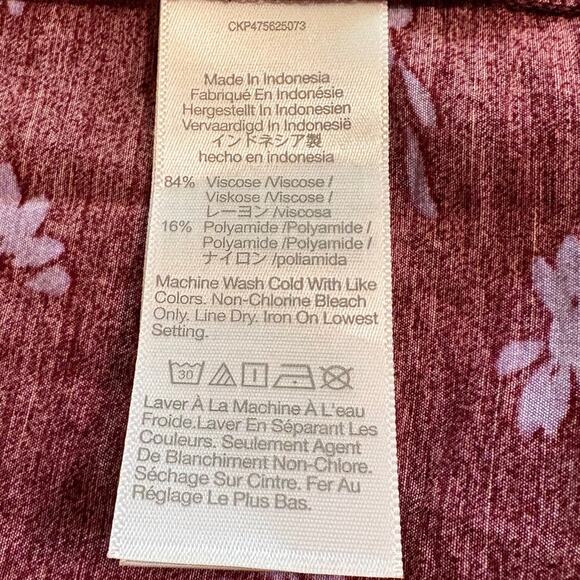 CKP475625073
Made In Indonesia
Fabriqué En Indonésie
Hergestellt In Indonesien
Vervaardigd In Indonesië
インドネシア製
hecho en indonesia
84% Viscose /Viscose /
Viskose /Viscose /
レーヨン /viscosa
16% Polyamide /Polyamide /
Polyamide /Polyamide /
ナイロン /poliamida
Machine Wash Cold With Like
Colors. Non-Chlorine Bleach
Only. Line Dry. Iron On Lowest
Setting.
30
Laver À La Machine À L'eau
Froide.Laver En Séparant Les
Couleurs. Seulement Agent
De Blanchiment Non-Chlore.
Séchage Sur Cintre. Fer Au
Réglage Le Plus Bas.